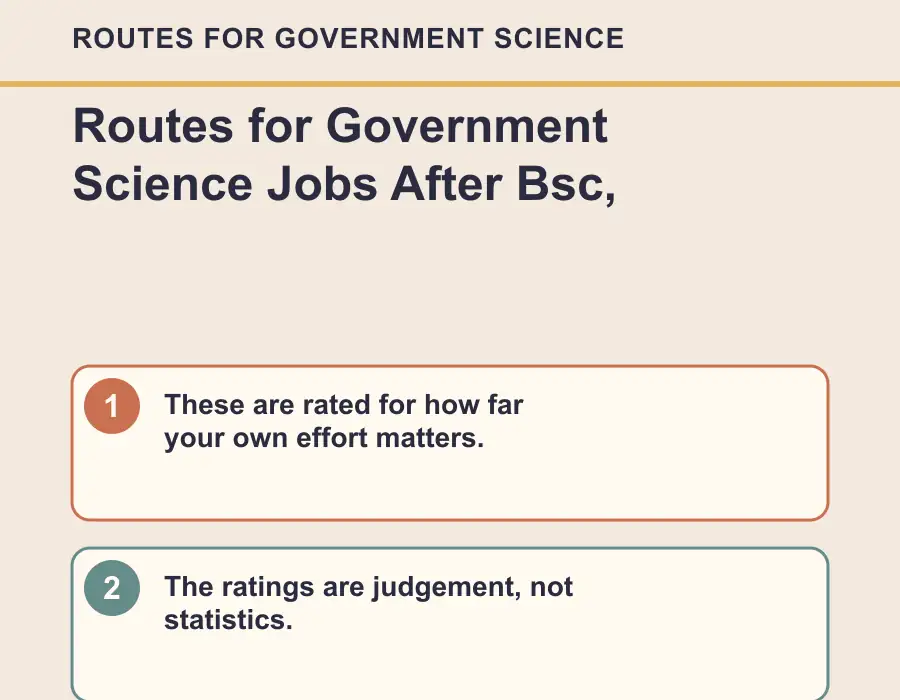 ROUTES FOR GOVERNMENT SCIENCE
Routes for Government
Science Jobs After Bsc,
1
These are rated for how far
your own effort matters.
2
The ratings are judgement, not
statistics.